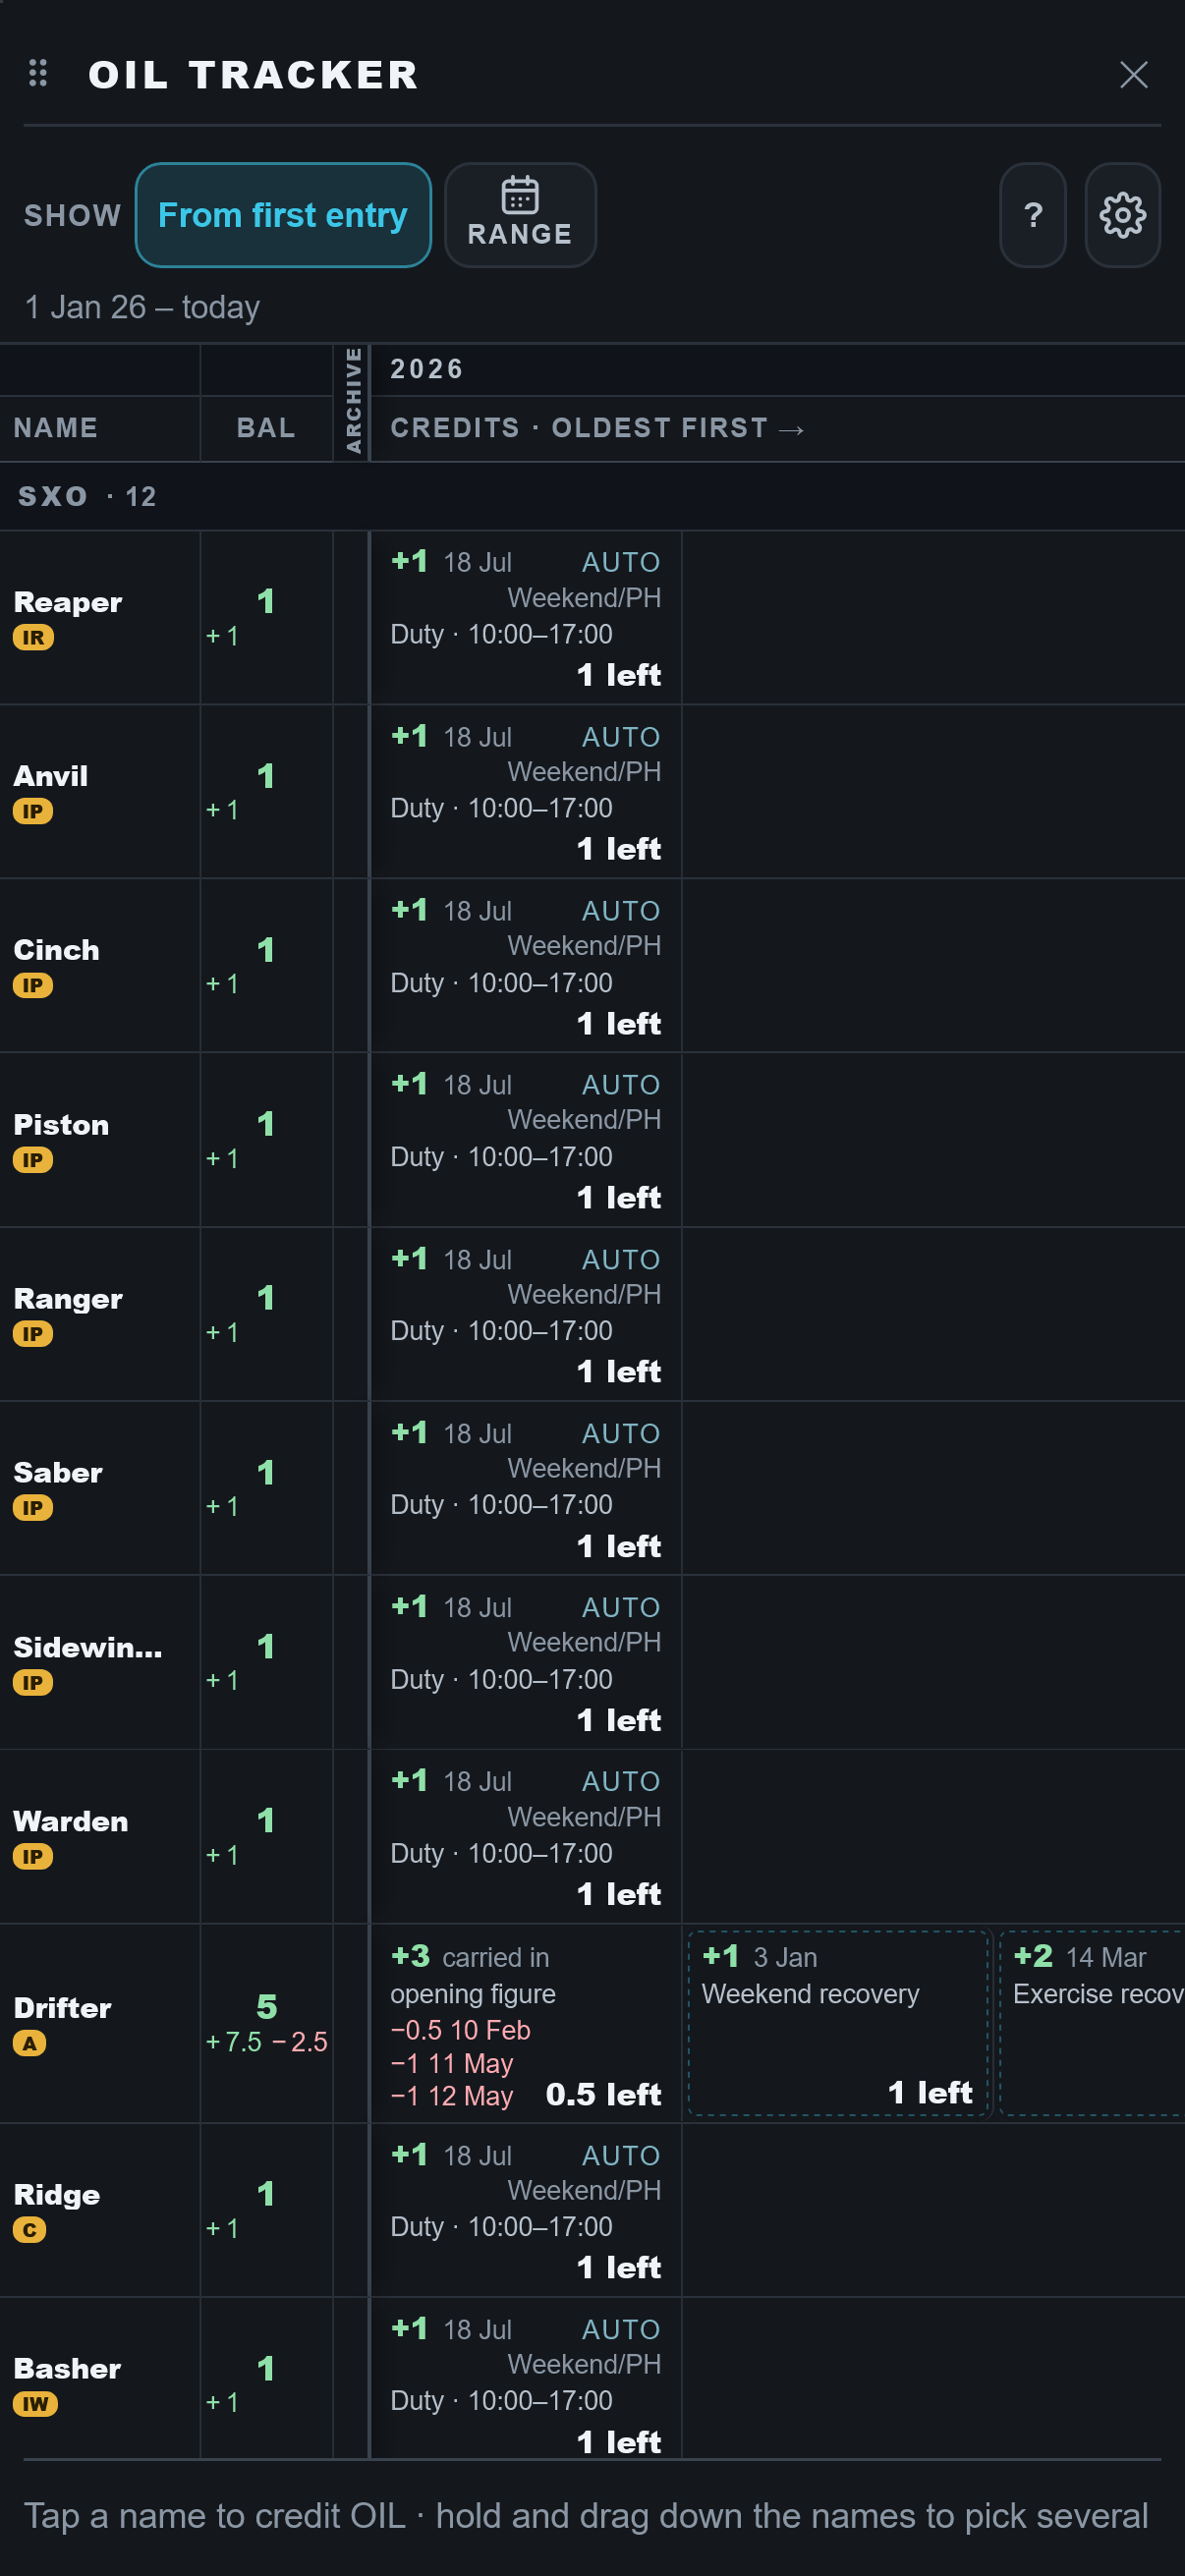 OIL TRACKER
SHOW From first entry RANGE ?
1 Jan 26 – today
ARCHIVE 2026
NAME BAL CREDITS · OLDEST FIRST →
SXO · 12
+1 18 Jul AUTO
Reaper 1 Weekend/PH
IR +1 Duty · 10:00–17:00
1 left
+1 18 Jul AUTO
Anvil 1 Weekend/PH
IP +1 Duty · 10:00–17:00
1 left
+1 18 Jul AUTO
Cinch 1 Weekend/PH
IP +1 Duty · 10:00–17:00
1 left
+1 18 Jul AUTO
Piston 1 Weekend/PH
IP +1 Duty · 10:00–17:00
1 left
+1 18 Jul AUTO
Ranger 1 Weekend/PH
IP +1 Duty · 10:00–17:00
1 left
+1 18 Jul AUTO
Saber 1 Weekend/PH
IP +1 Duty · 10:00–17:00
1 left
+1 18 Jul AUTO
Sidewin... 1 Weekend/PH
IP +1 Duty · 10:00–17:00
1 left
+1 18 Jul AUTO
Warden 1 Weekend/PH
IP +1 Duty · 10:00–17:00
1 left
+3 carried in +1 3 Jan +2 14 Mar
opening figure Weekend recovery Exercise recov
Drifter 5 −0.5 10 Feb
A +7.5 −2.5 −1 11 May
−1 12 May 0.5 left 1 left
+1 18 Jul AUTO
Ridge 1 Weekend/PH
C +1 Duty · 10:00–17:00
1 left
+1 18 Jul AUTO
Basher 1 Weekend/PH
IW +1 Duty · 10:00–17:00
1 left
Tap a name to credit OIL · hold and drag down the names to pick several